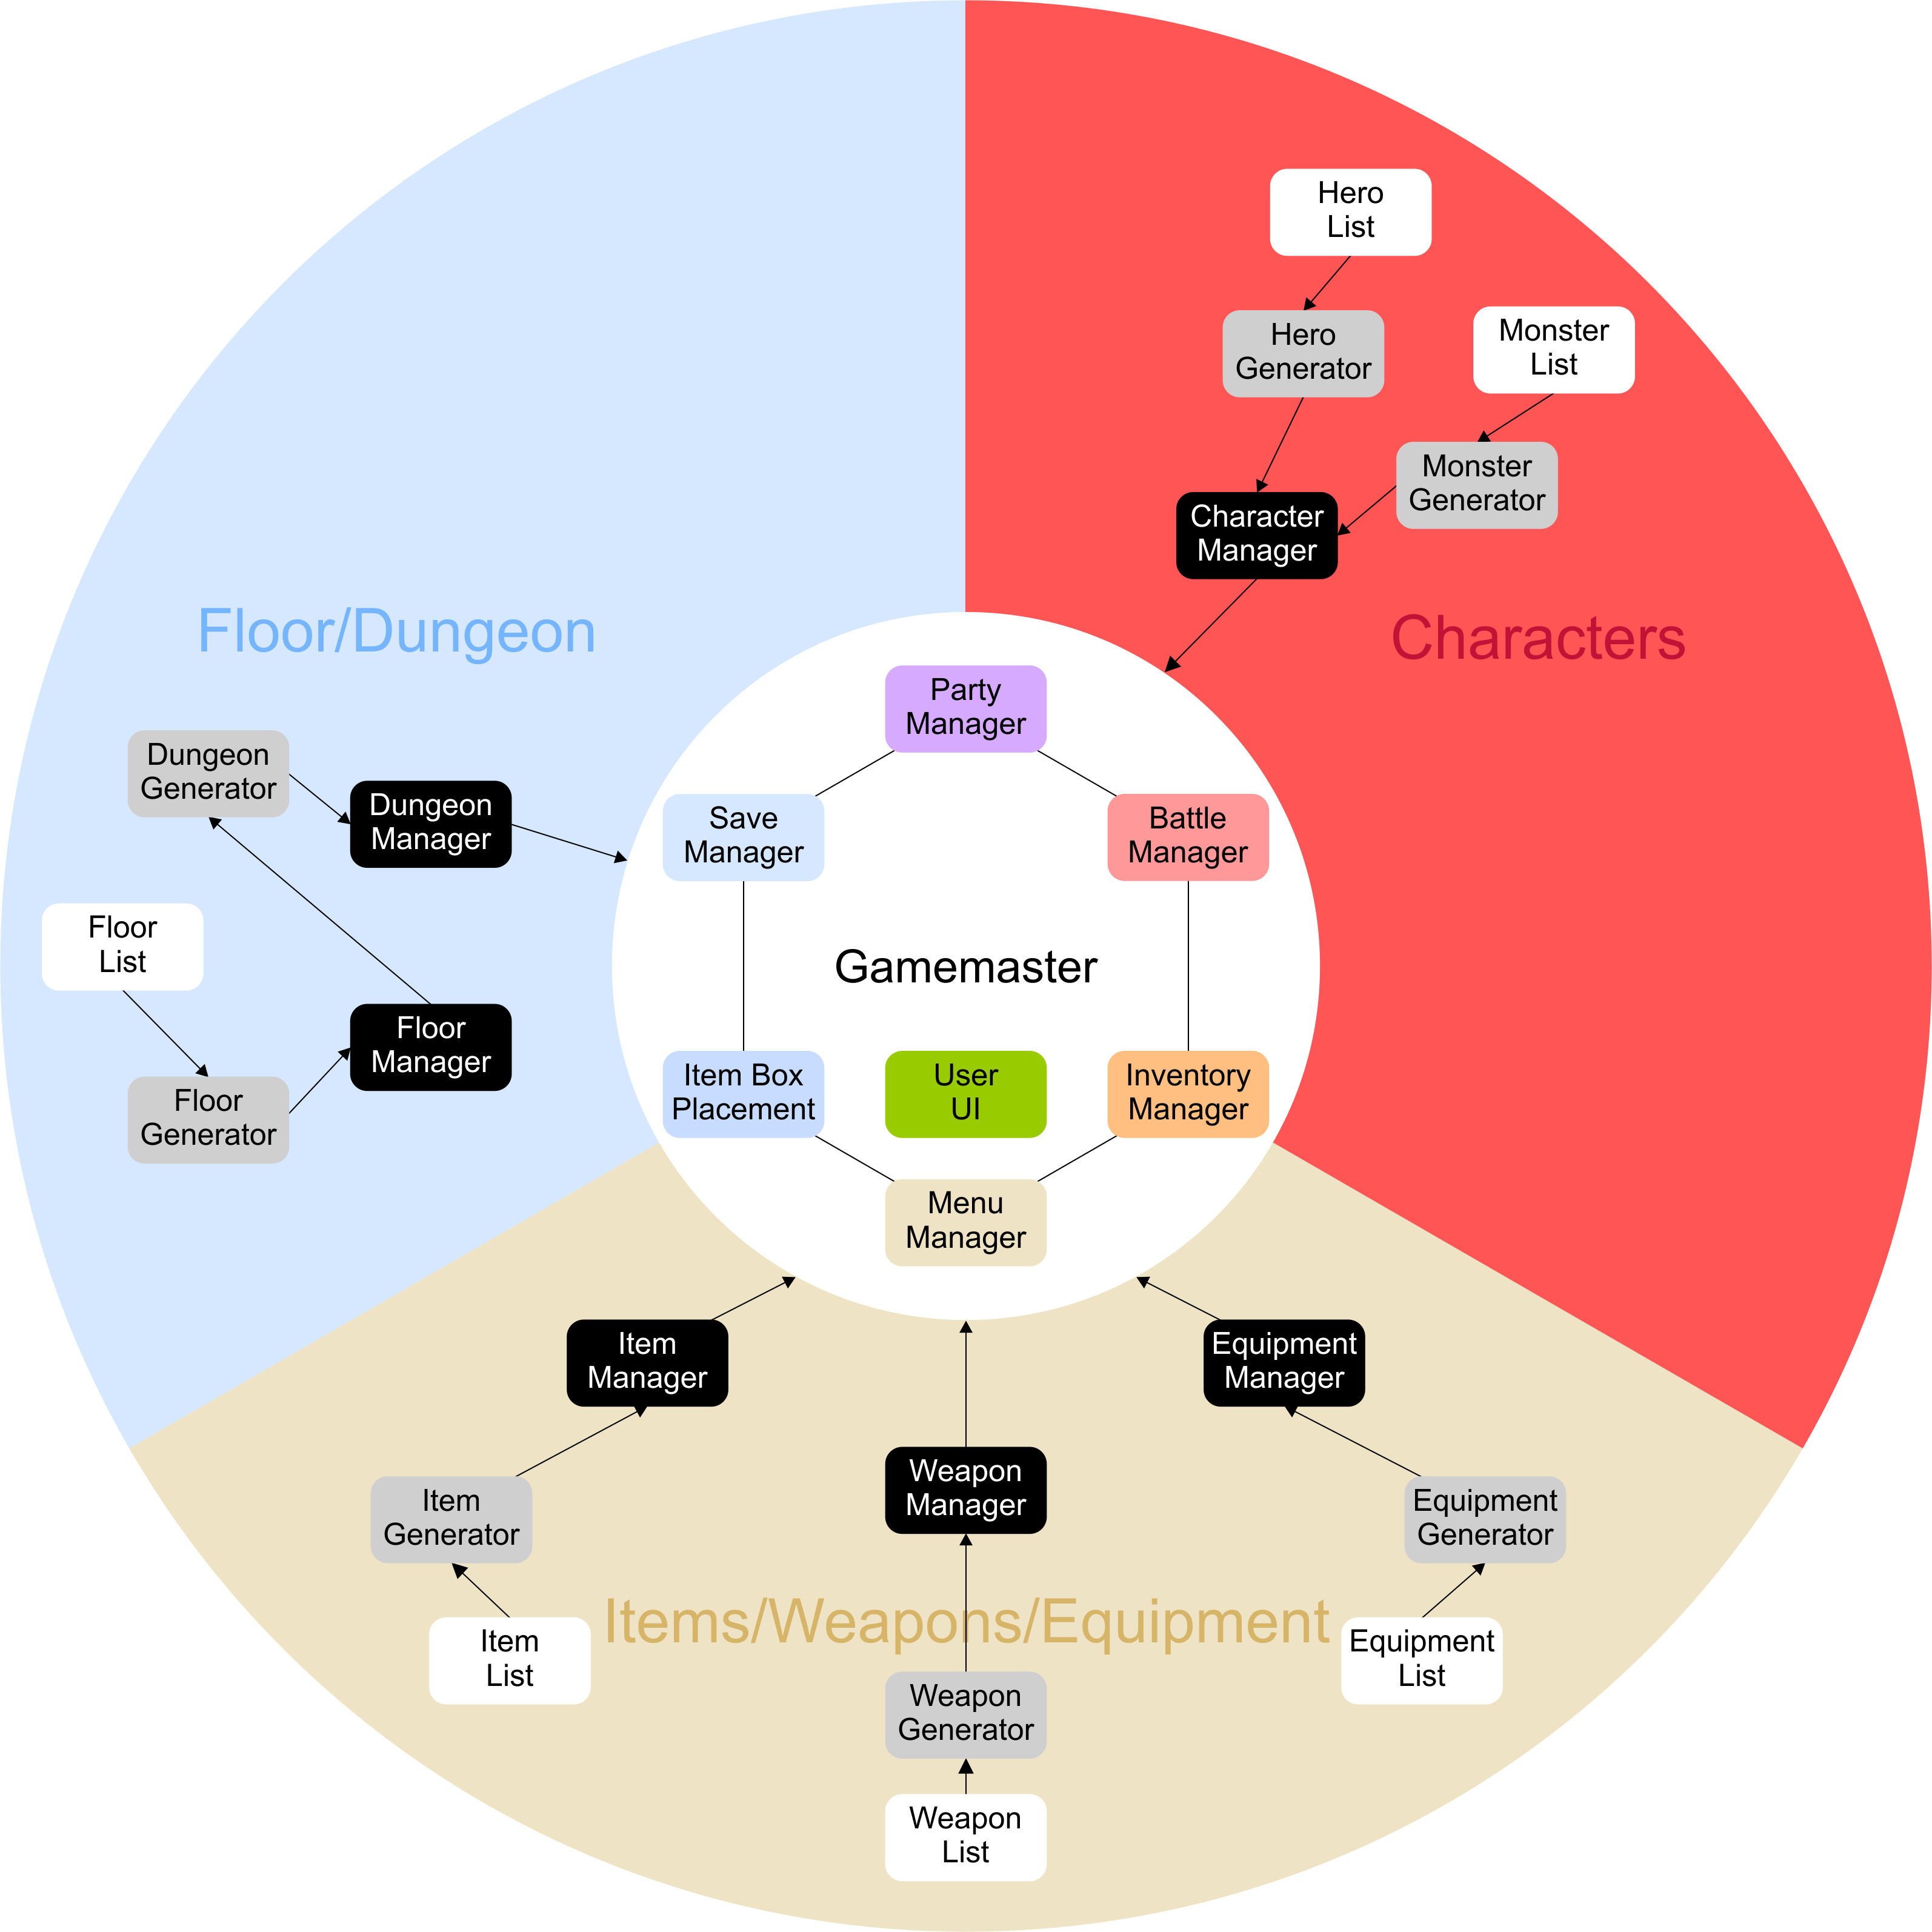 Hero
List
Hero
Generator
Monster
List
Monster
Generator
Character
Manager
Characters
Floor/Dungeon
Dungeon
Generator
Dungeon
Manager
Floor
List
Floor
Manager
Floor
Generator
Party
Manager
Save
Manager
Battle
Manager
Gamemaster
Item Box
Placement
User
UI
Inventory
Manager
Menu
Manager
Item
Manager
Equipment
Manager
Weapon
Manager
Item
Generator
Equipment
Generator
Items/Weapons/Equipment
Item
List
Equipment
List
Weapon
Generator
Weapon
List